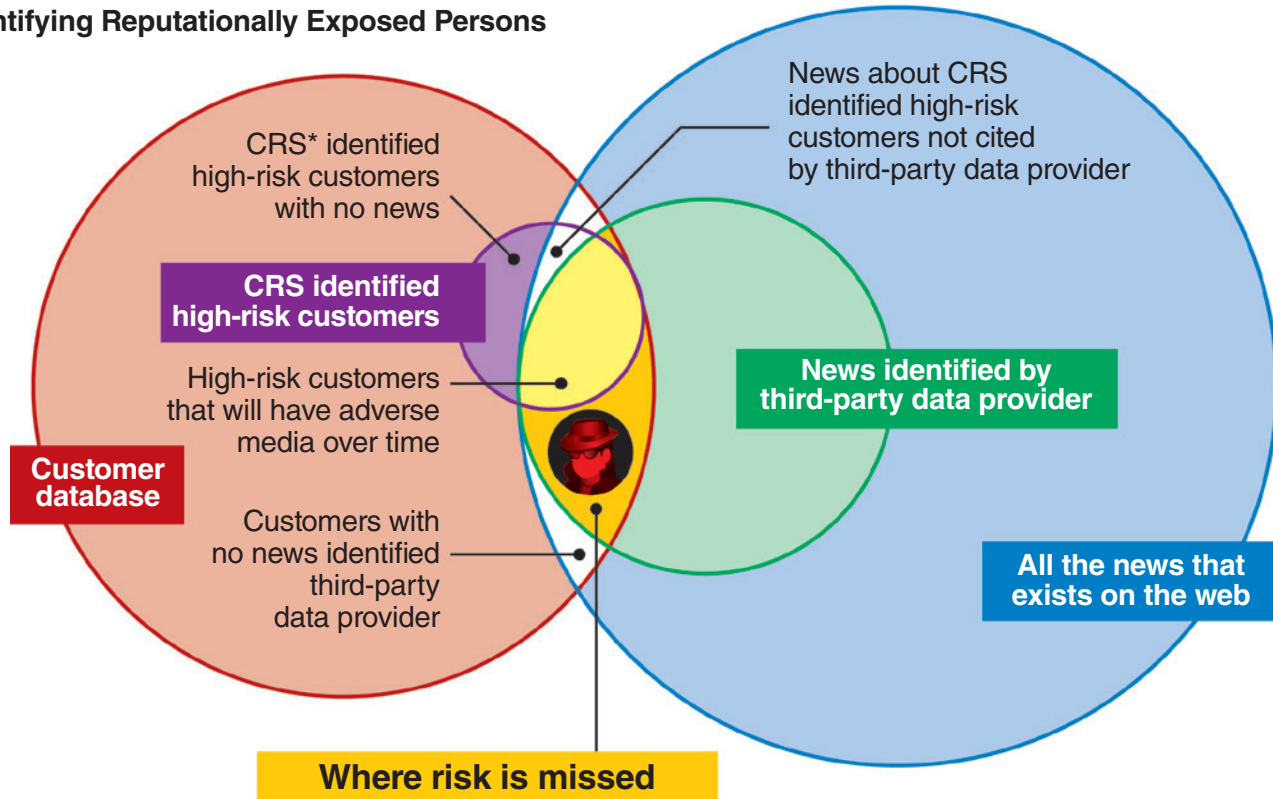 ntifying Reputationally Exposed Persons
News about CRS
identified high-risk
customers not cited
by third-party data provider
CRS* identified
high-risk customers
with no news
CRS identified
high-risk customers
High-risk customers
that will have adverse
media over time
News identified by
third-party data provider
Customer
database
Customers with
no news identified
third-party
data provider
All the news that
exists on the web
Where risk is missed